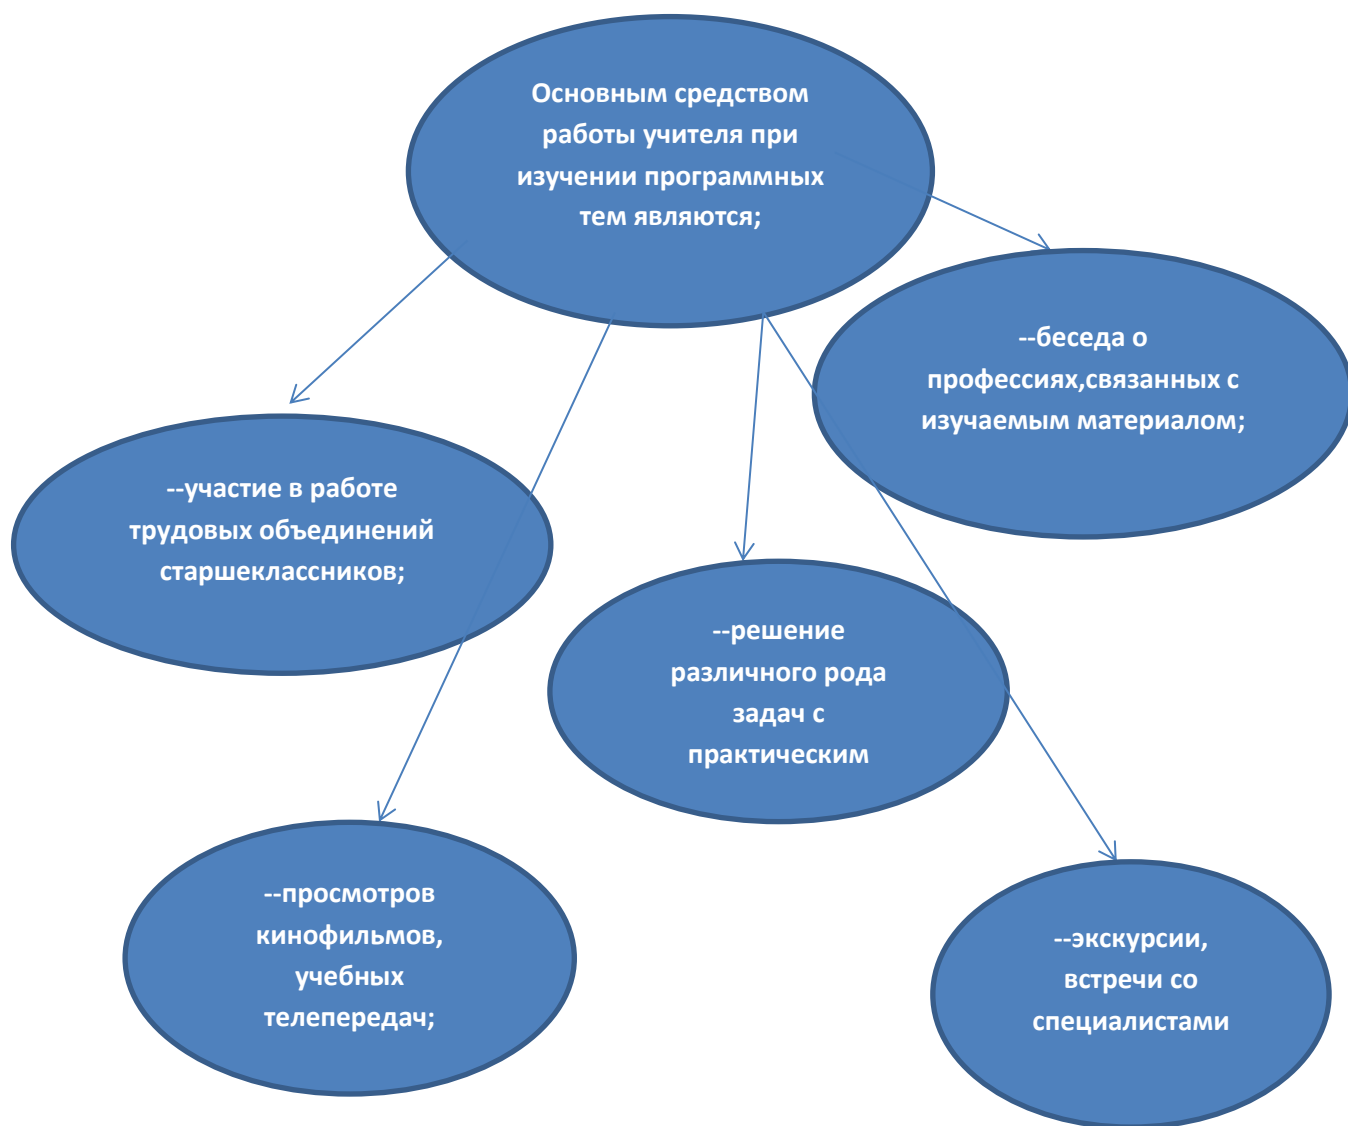 Основным средством
работы учителя при
изучении программных
тем являются;
--беседа о
профессиях,связанных с
изучаемым материалом;
--участие в работе
трудовых объединений
старшеклассников;
--решение
различного рода
задач с
практическим
--просмотров
кинофильмов,
учебных
телепередач;
--экскурсии,
встречи со
специалистами